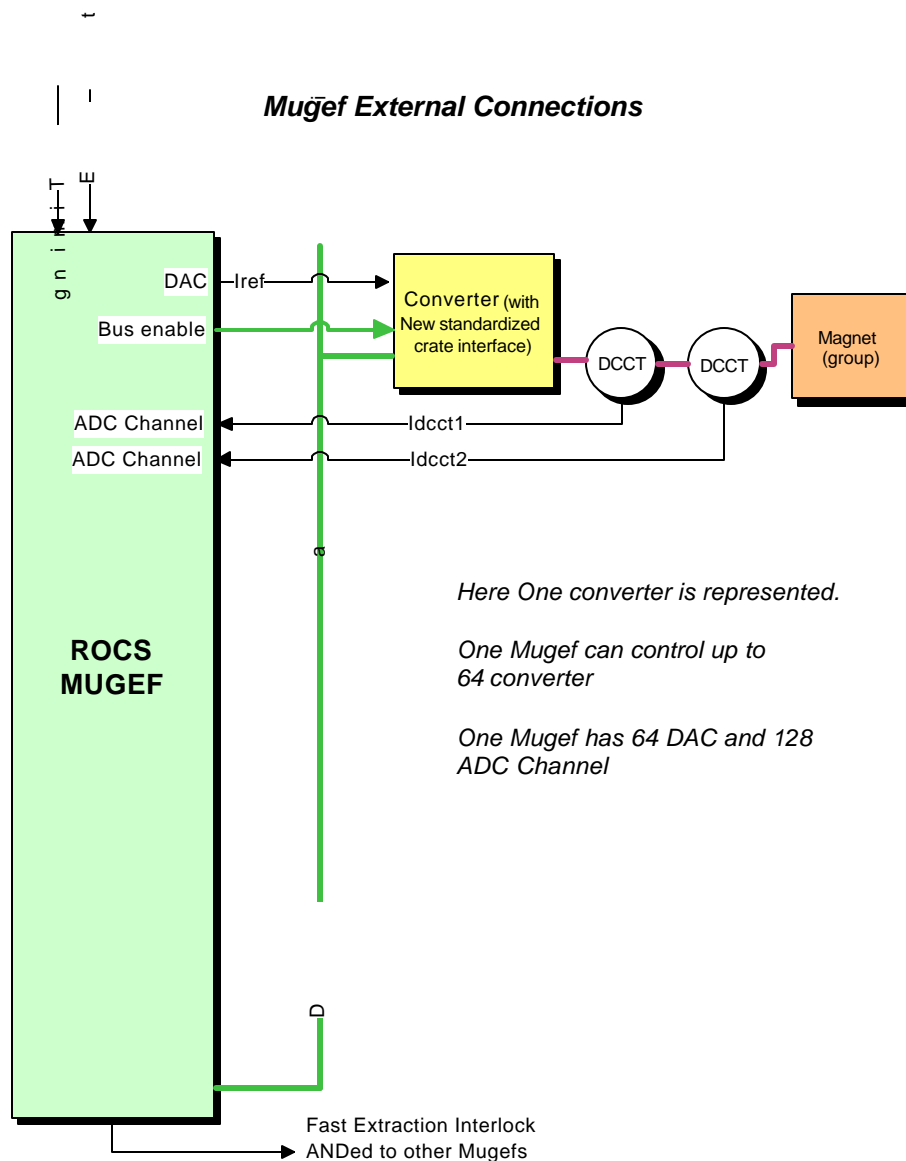 Mugef External Connections
Timing
E
t
DAC
Iref
Converter (with
New standardized
crate interface)
Bus enable
DCCT
DCCT
Magnet
(group)
ADC Channel
Idcct1
ADC Channel
Idcct2
a
Here One converter is represented.
One Mugef can control up to
64 converter
One Mugef has 64 DAC and 128
ADC Channel
ROCS
MUGEF
D
Fast Extraction Interlock
ANDed to other Mugefs